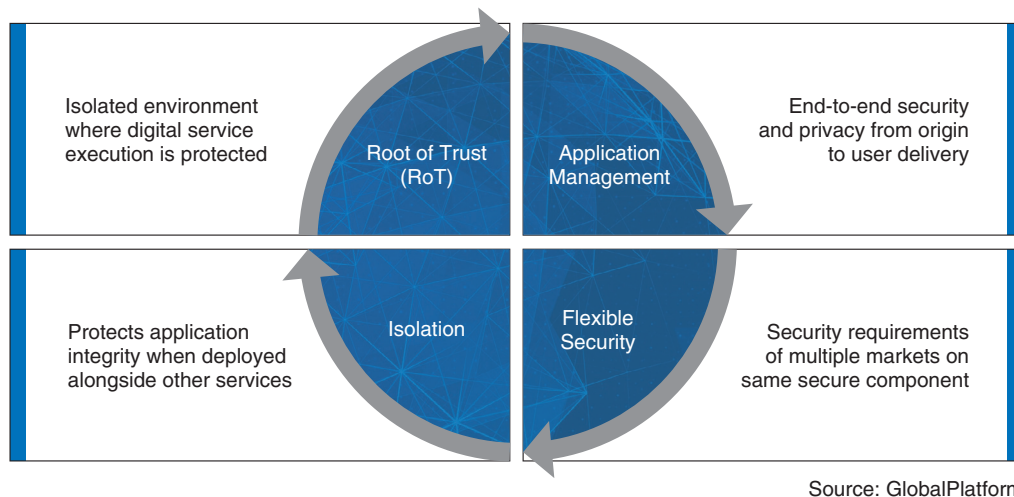 Isolated environment
where digital service
execution is protected
Root of Trust
(RoT)
Application
Management
End-to-end security
and privacy from origin
to user delivery
Protects application
integrity when deployed
alongside other services
Isolation
Flexible
Security
Security requirements
of multiple markets on
same secure component
Source: GlobalPlatform